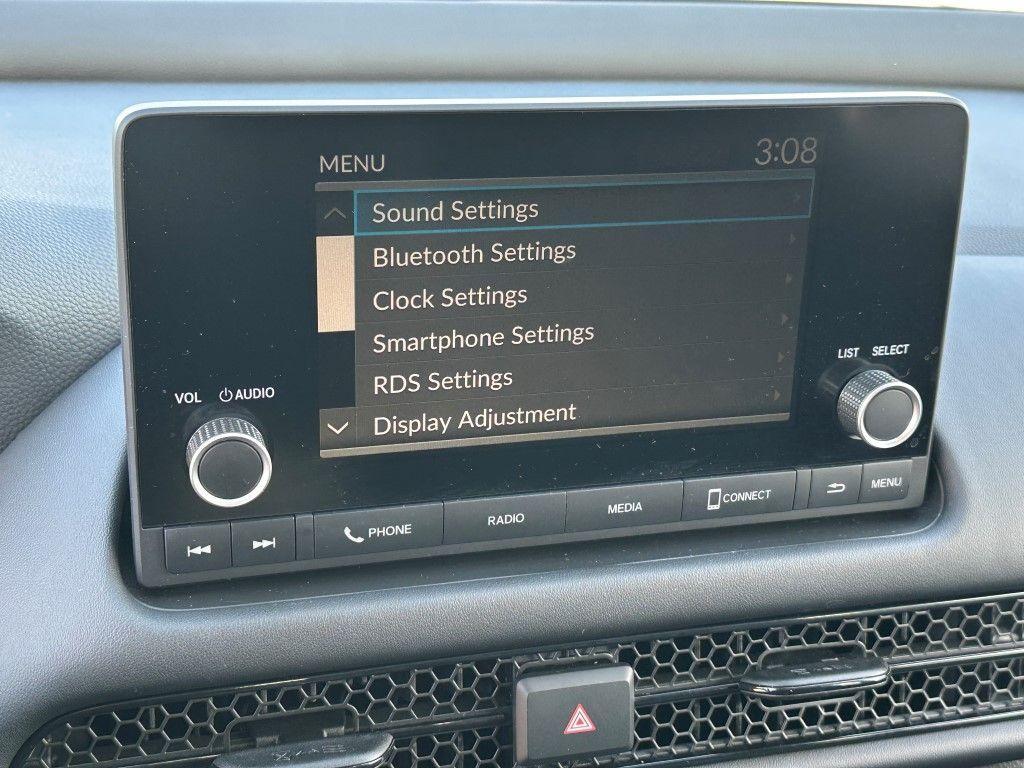 MENU 3:08
Sound Settings
Bluetooth Settings
Clock Settings
Smartphone Settings
RDS Settings
Display Adjustment
VOL AUDIO
LIST SELECT
PHONE
RADIO
MEDIA
CONNECT
MENU